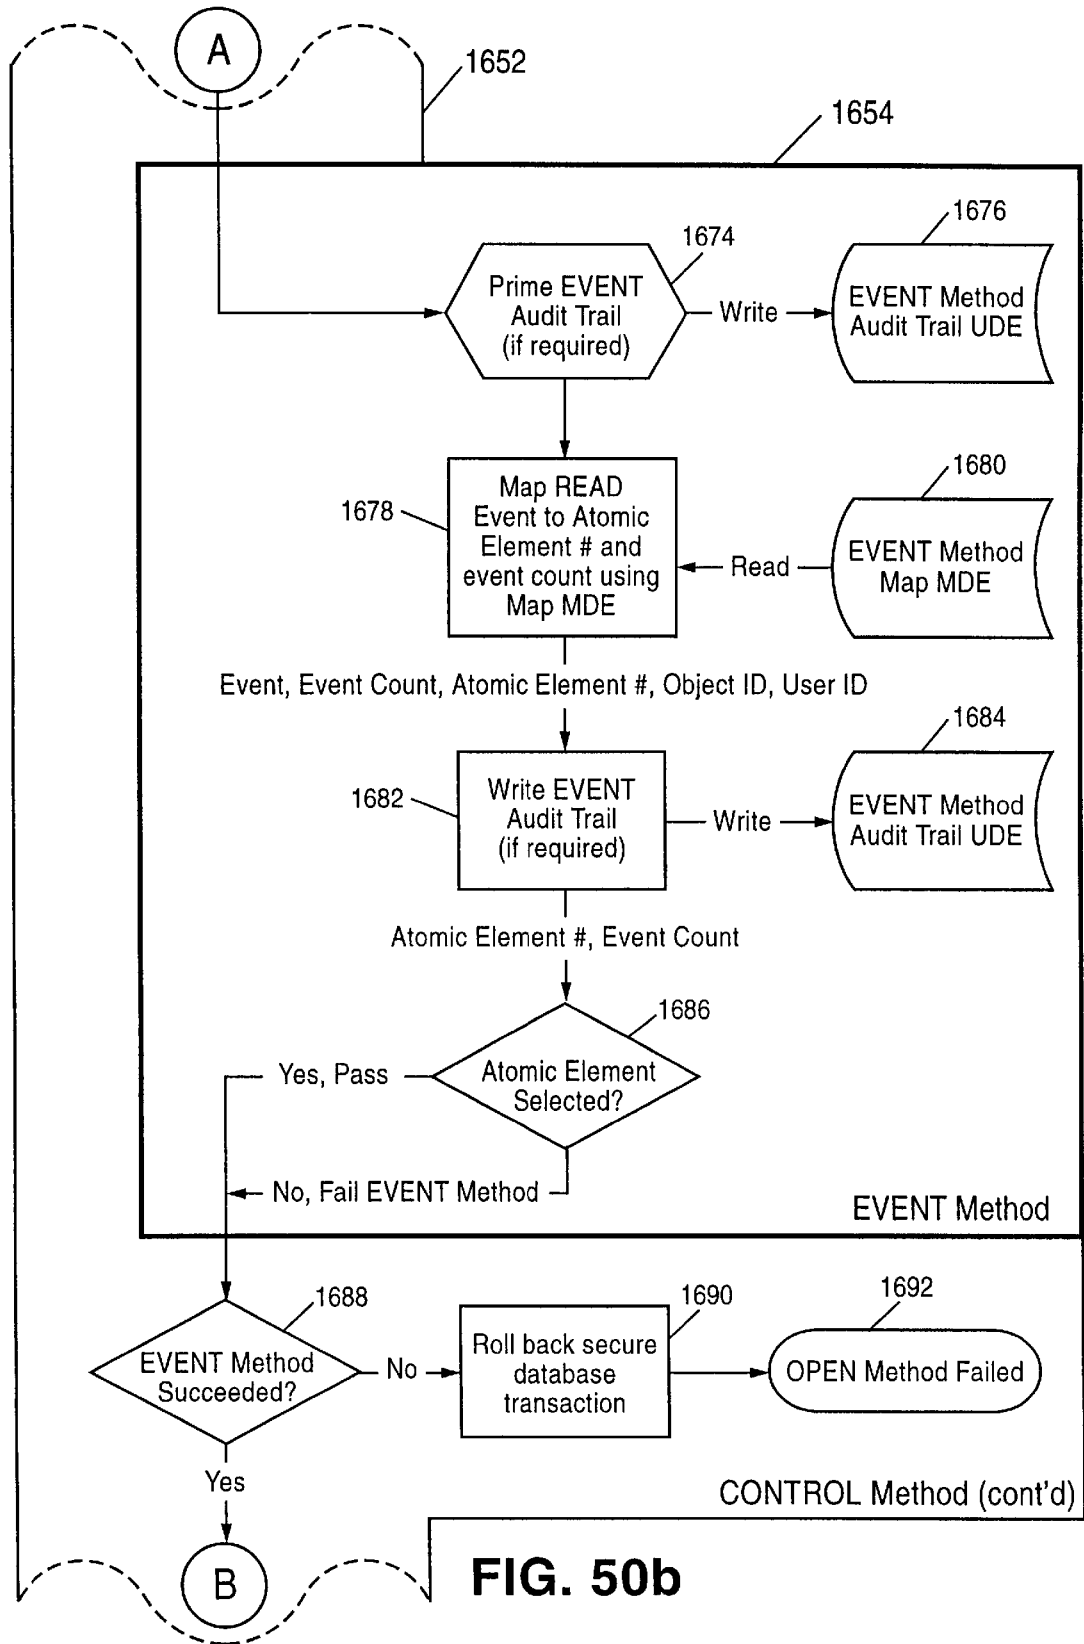 A
1652
1654
1674
1676
Prime EVENT
Audit Trail
(if required)
Write
EVENT Method
Audit Trail UDE
1678
Map READ
Event to Atomic
Element # and
event count using
Map MDE
Read
1680
EVENT Method
Map MDE
Event, Event Count, Atomic Element #, Object ID, User ID
1682
Write EVENT
Audit Trail
(if required)
Write
1684
EVENT Method
Audit Trail UDE
Atomic Element #, Event Count
1686
Atomic Element
Selected?
Yes, Pass
No, Fail EVENT Method
EVENT Method
1688
EVENT Method
Succeeded?
No
1690
Roll back secure
database
transaction
1692
OPEN Method Failed
Yes
CONTROL Method (cont'd)
B
FIG. 50b